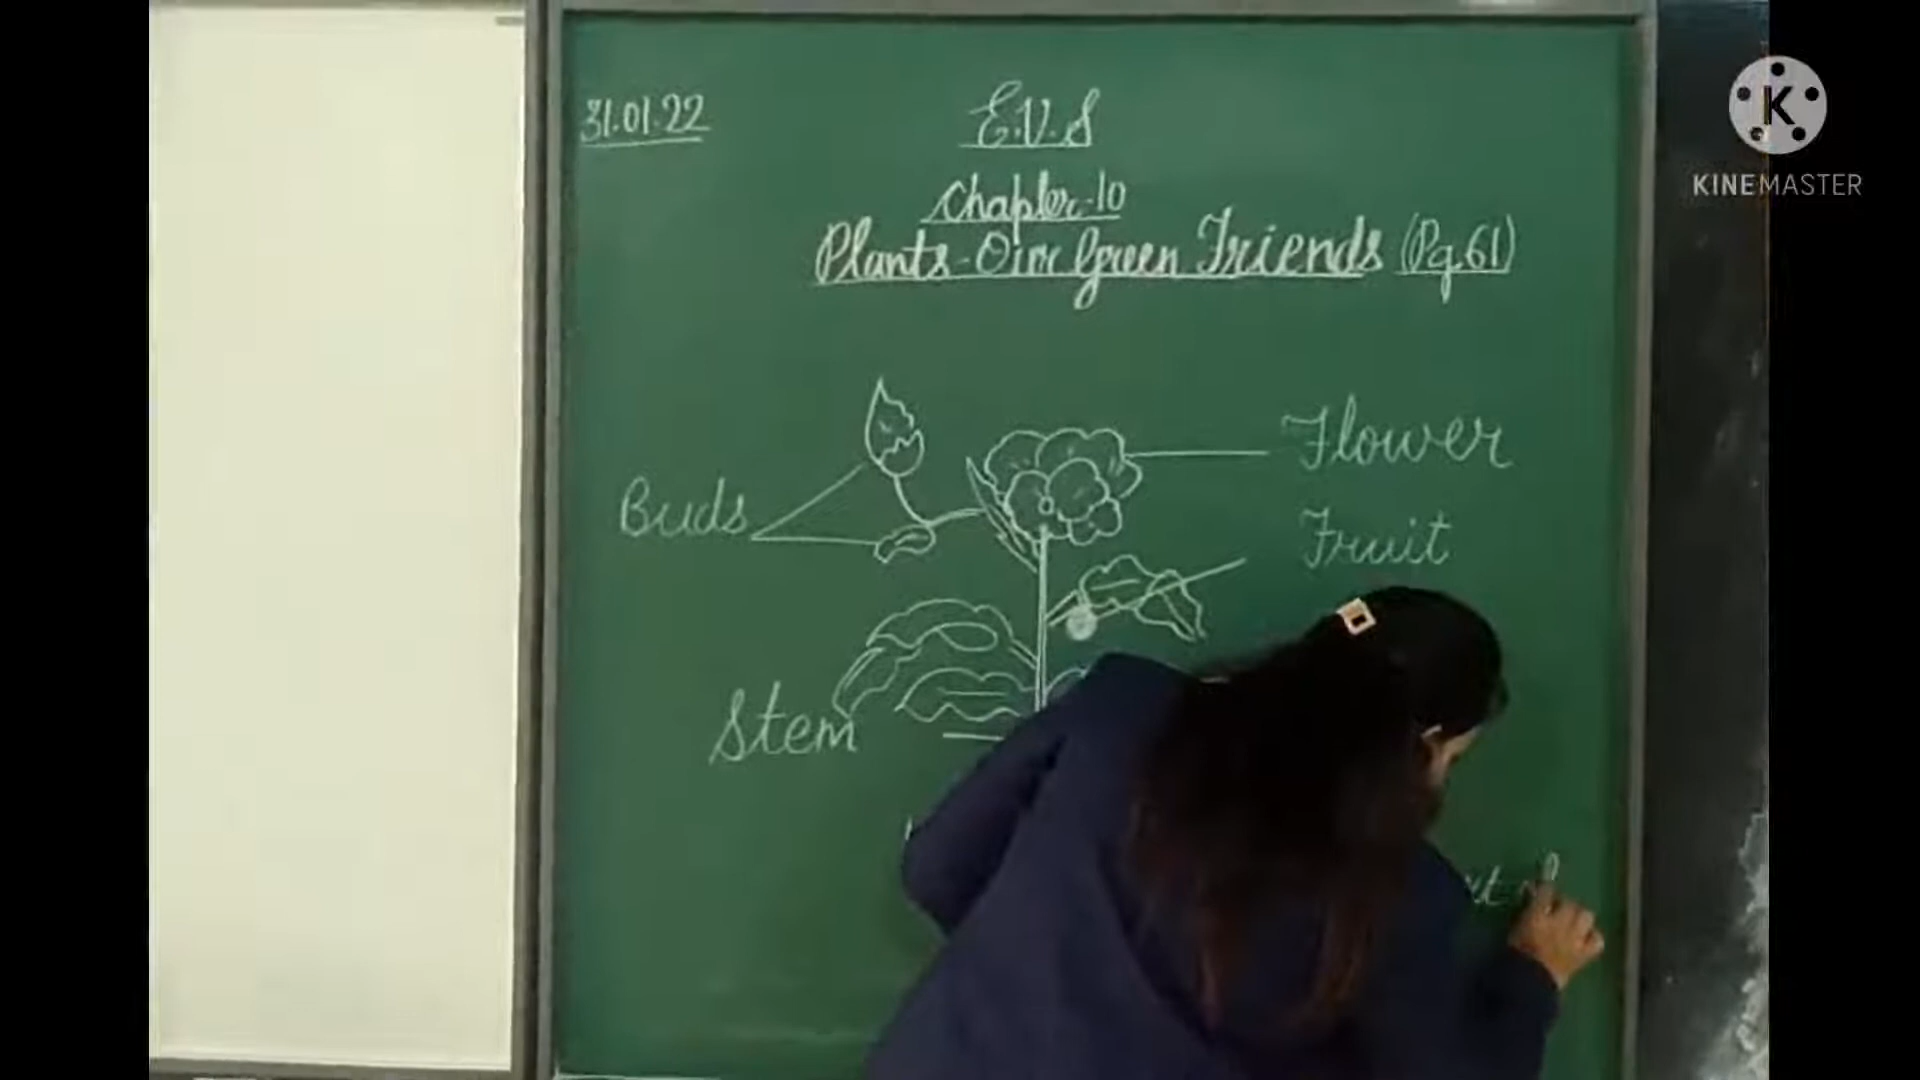 31.01.22
E.V.S
Chapter-10
Plants-Our Green Friends (Pg.61)
Flower
Buds
Fruit
Stem
K
KINEMASTER